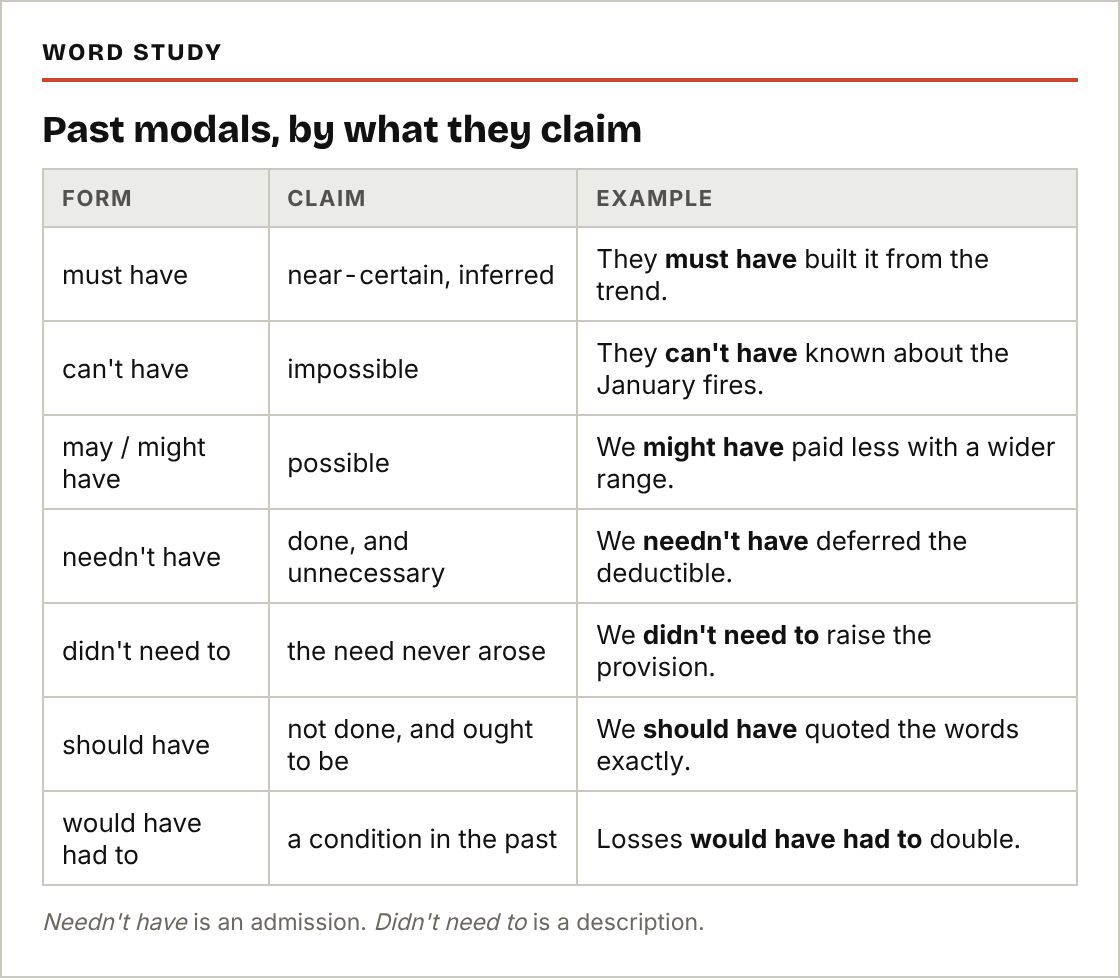 WORD STUDY
Past modals, by what they claim
FORM
CLAIM
EXAMPLE
must have
near-certain, inferred
They must have built it from the
trend.
can't have
impossible
They can't have known about the
January fires.
may / might
have
possible
We might have paid less with a wider
range.
needn't have
done, and
unnecessary
We needn't have deferred the
deductible.
didn't need to
the need never arose
We didn't need to raise the
provision.
should have
not done, and ought
to be
We should have quoted the words
exactly.
would have
had to
a condition in the past
Losses would have had to double.
Needn't have is an admission. Didn't need to is a description.